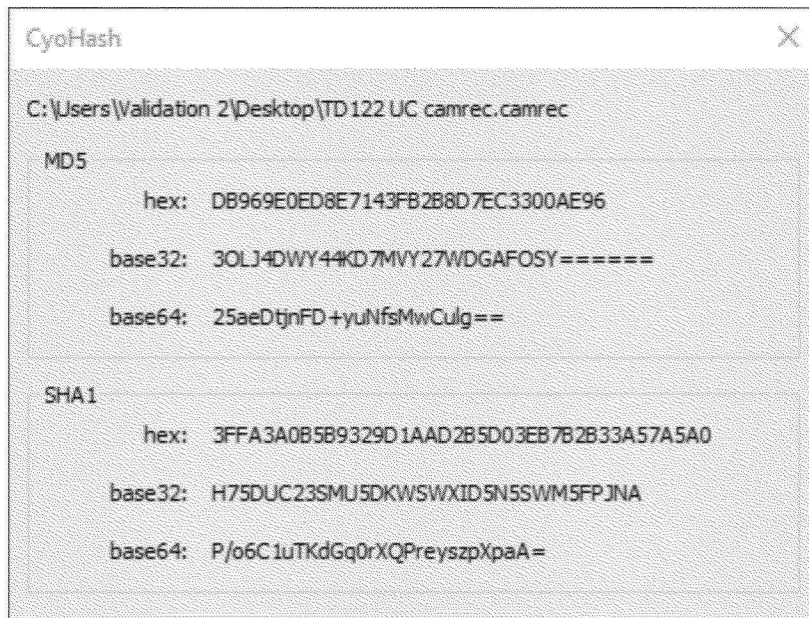 CyoHash
C:\Users\Validation 2\Desktop\TD122 UC camrec.camrec
MD5
hex: DB969E0ED8E7143FB2B8D7EC3300AE96
base32: 3OLJ4DWY44KD7MVY27WDGAFOSY======
base64: 25aeDtjnFD+yuNfsMwCulg==
SHA1
hex: 3FFA3A0B5B9329D1AAD2B5D03EB7B2B33A57A5A0
base32: H75DUC23SMU5DKWSWXID5N5SWM5FPJNA
base64: P/o6C1uTKdGq0rXQPreyszpXpaA=